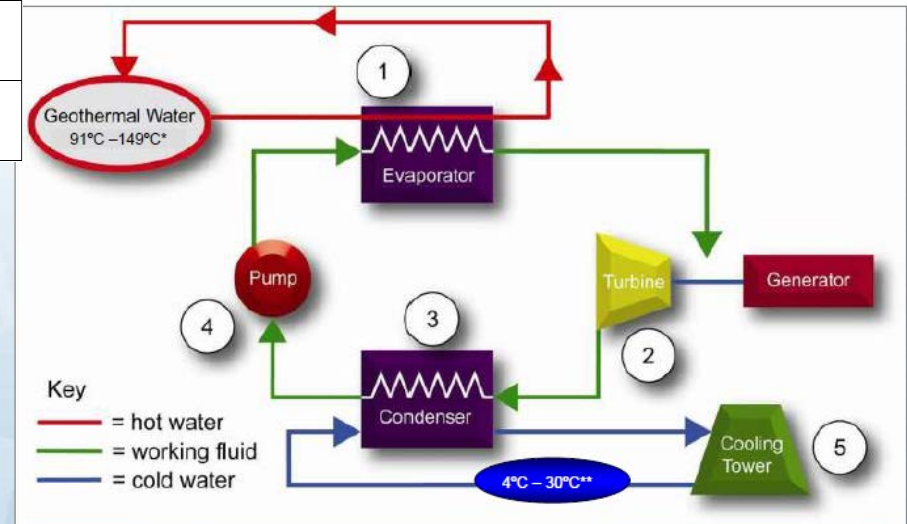 1
Geothermal Water
91ºC –149ºC*
Evaporator
Pump
Turbine
Generator
4
3
2
Key
Condenser
= hot water
= working fluid
= cold water
Cooling
Tower
5
4ºC – 30ºC**